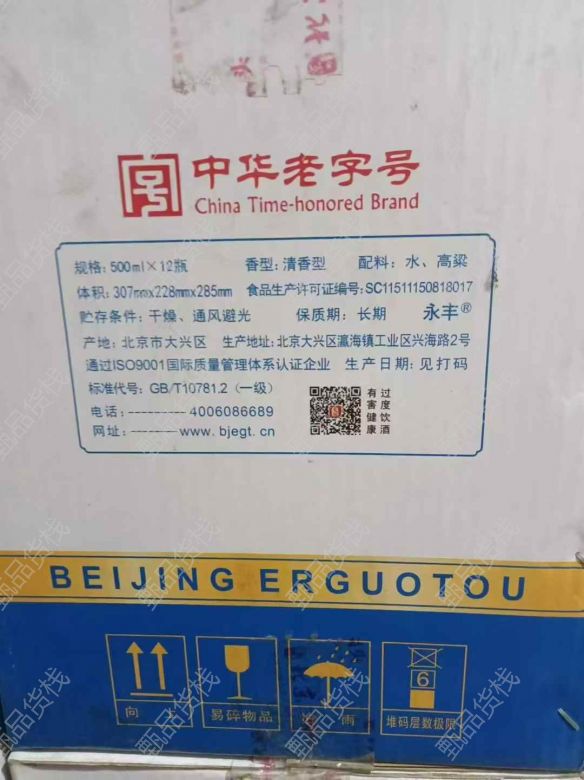 中华老字号
China Time-honored Brand
规格: 500ml×12瓶 香型: 清香型 配料: 水、高粱
体积: 307mmx228mmx285mm 食品生产许可证编号: SC11511150818017
贮存条件: 干燥、通风避光 保质期: 长期 永丰®
产地: 北京市大兴区 生产地址: 北京大兴区瀛海镇工业区兴海路2号
通过ISO9001国际质量管理体系认证企业 生产日期: 见打码
标准代号: GB/T10781.2 (一级)
电话:---------4006086689
网址:---------www.bjegt.cn
过度饮酒
有害健康
BEIJING ERGUOTOU
向上
易碎物品
雨
6
堆码层数极限
甄品货栈